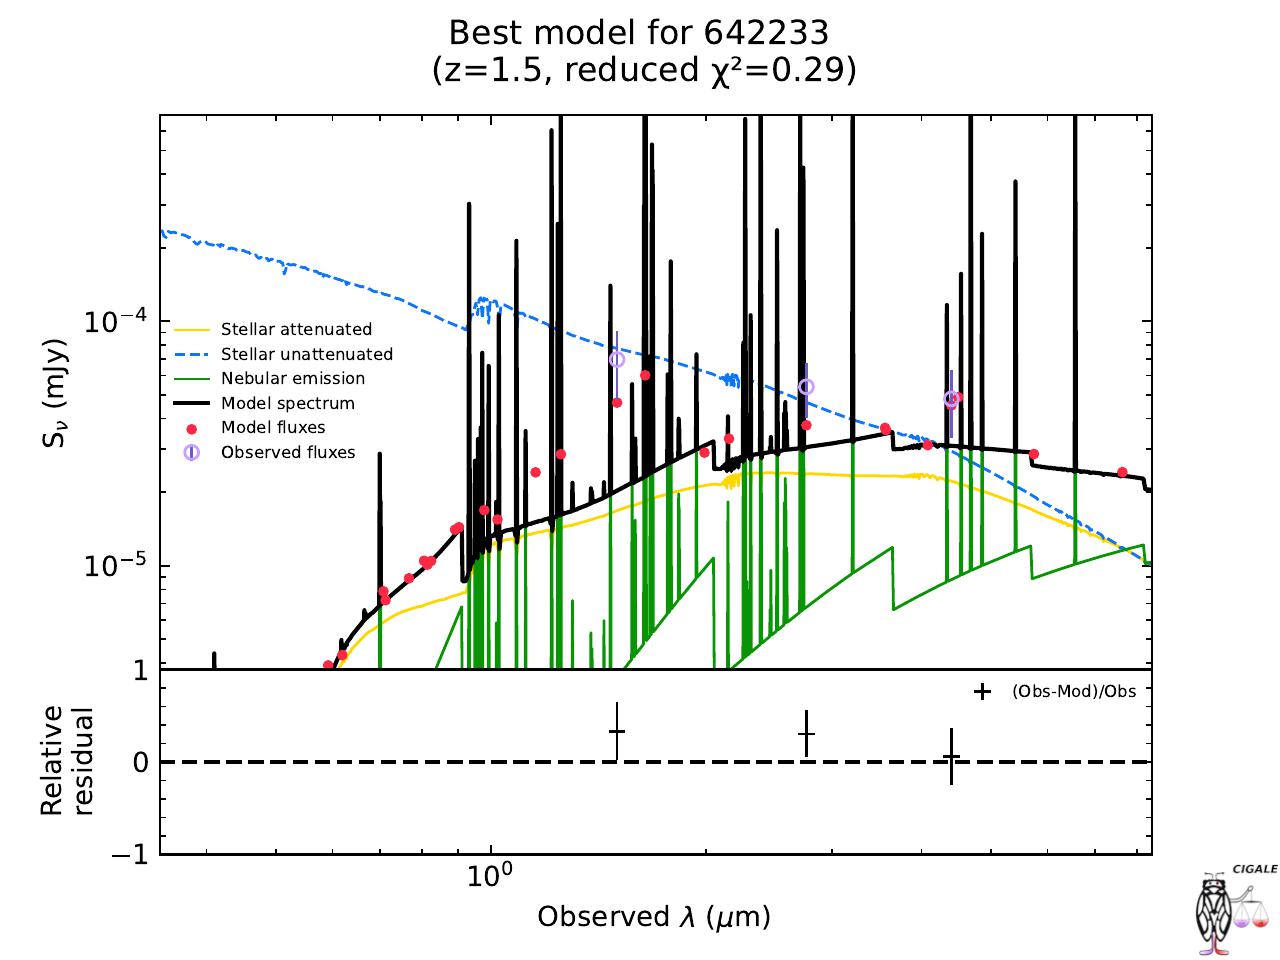 Best model for 642233
(z=1.5, reduced χ²=0.29)
S_ν (mJy)
10⁻⁴
10⁻⁵
Stellar attenuated
Stellar unattenuated
Nebular emission
Model spectrum
Model fluxes
Observed fluxes
Relative
residual
1
0
−1
(Obs-Mod)/Obs
10⁰
Observed λ (μm)
CIGALE